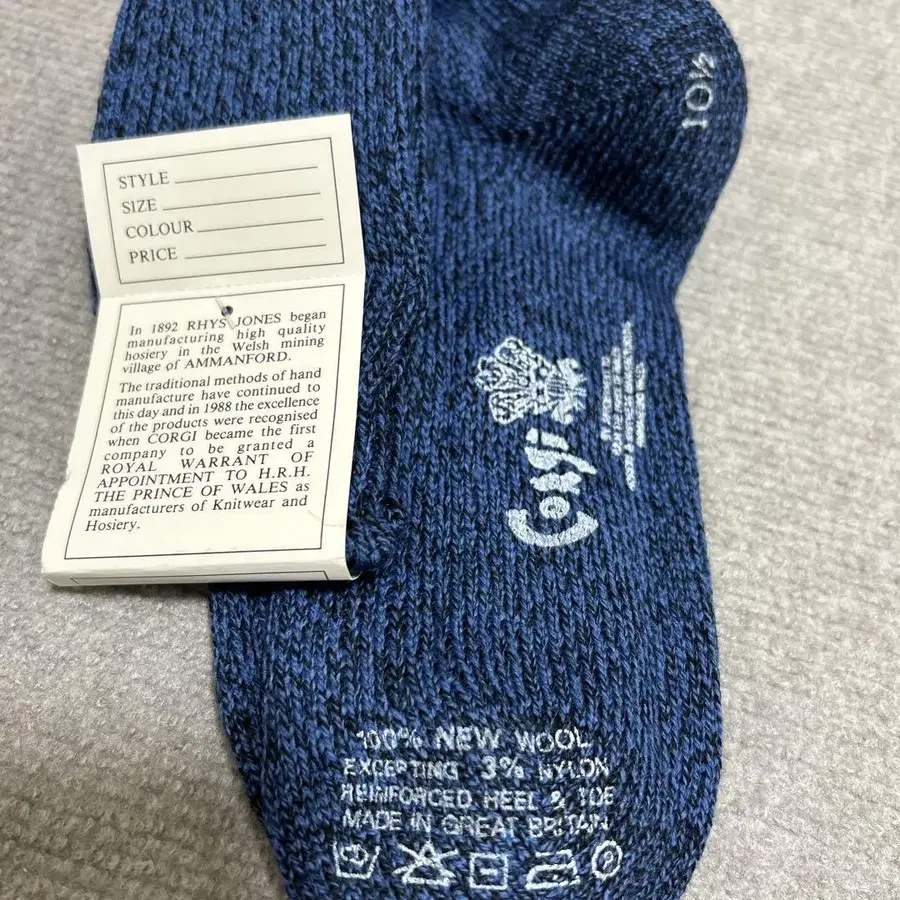 STYLE
SIZE
COLOUR
PRICE
In 1892 RHYS JONES began
manufacturing high quality
hosiery in the Welsh mining
village of AMMANFORD.
The traditional methods of hand
manufacture have continued to
this day and in 1988 the excellence
of the products were recognised
when CORGI became the first
company to be granted a
ROYAL WARRANT OF
APPOINTMENT TO H.R.H.
THE PRINCE OF WALES as
manufacturers of Knitwear and
Hosiery.
10½
Corgi
100% NEW WOOL
EXCEPTING 3% NYLON
REINFORCED HEEL & TOE
MADE IN GREAT BRITAIN